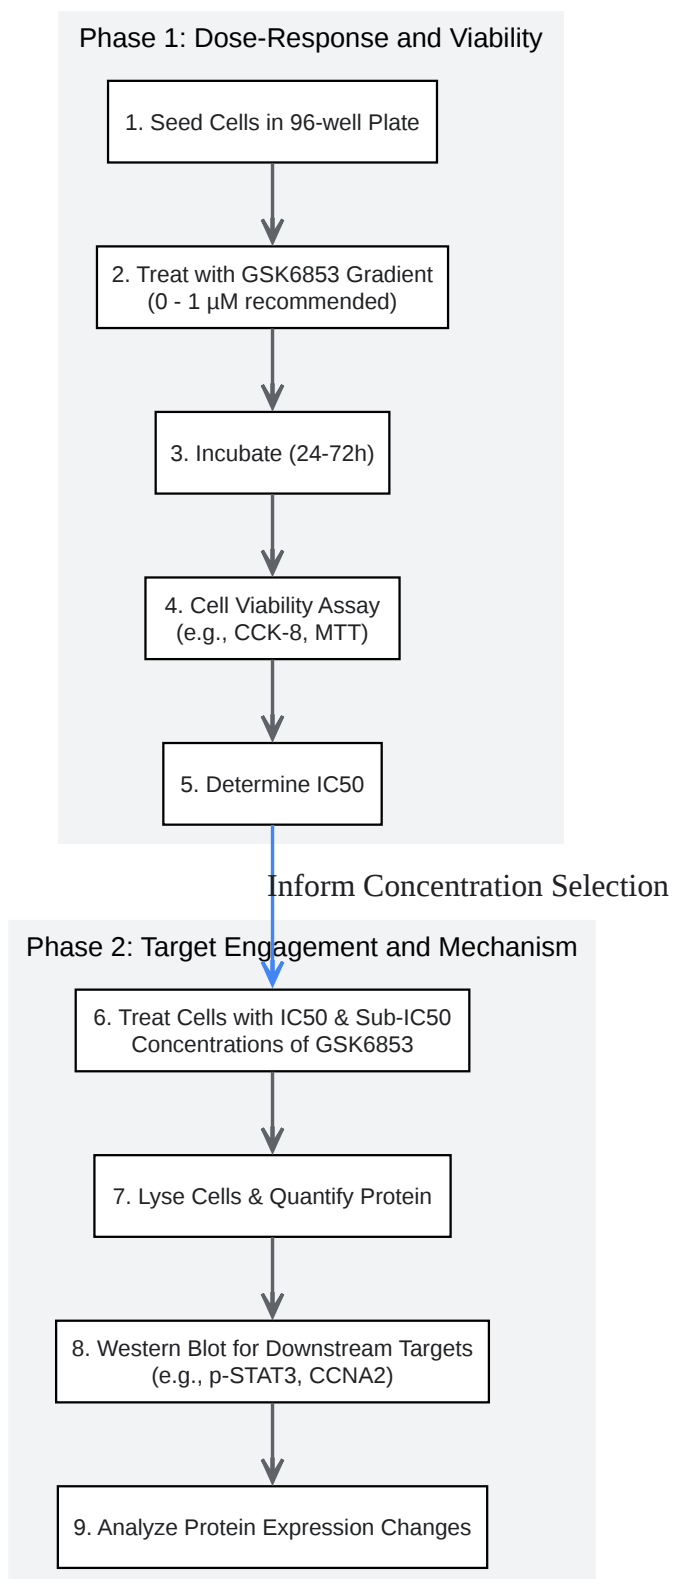 Phase 1: Dose-Response and Viability
1. Seed Cells in 96-well Plate
2. Treat with GSK6853 Gradient
(0 - 1 µM recommended)
3. Incubate (24-72h)
4. Cell Viability Assay
(e.g., CCK-8, MTT)
5. Determine IC50
Inform Concentration Selection
Phase 2: Target Engagement and Mechanism
6. Treat Cells with IC50 & Sub-IC50
Concentrations of GSK6853
7. Lyse Cells & Quantify Protein
8. Western Blot for Downstream Targets
(e.g., p-STAT3, CCNA2)
9. Analyze Protein Expression Changes